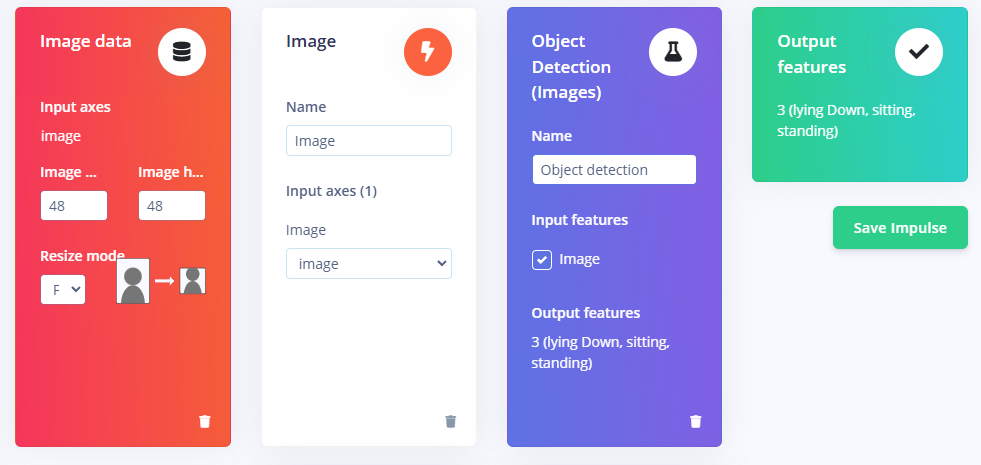 Image data
Input axes
image
Image ...
Image h...
48
48
Resize mode
F
Image
Name
Image
Input axes (1)
Image
image
Object
Detection
(Images)
Name
Object detection
Input features
Image
Output features
3 (lying Down, sitting,
standing)
Output
features
3 (lying Down, sitting,
standing)
Save Impulse